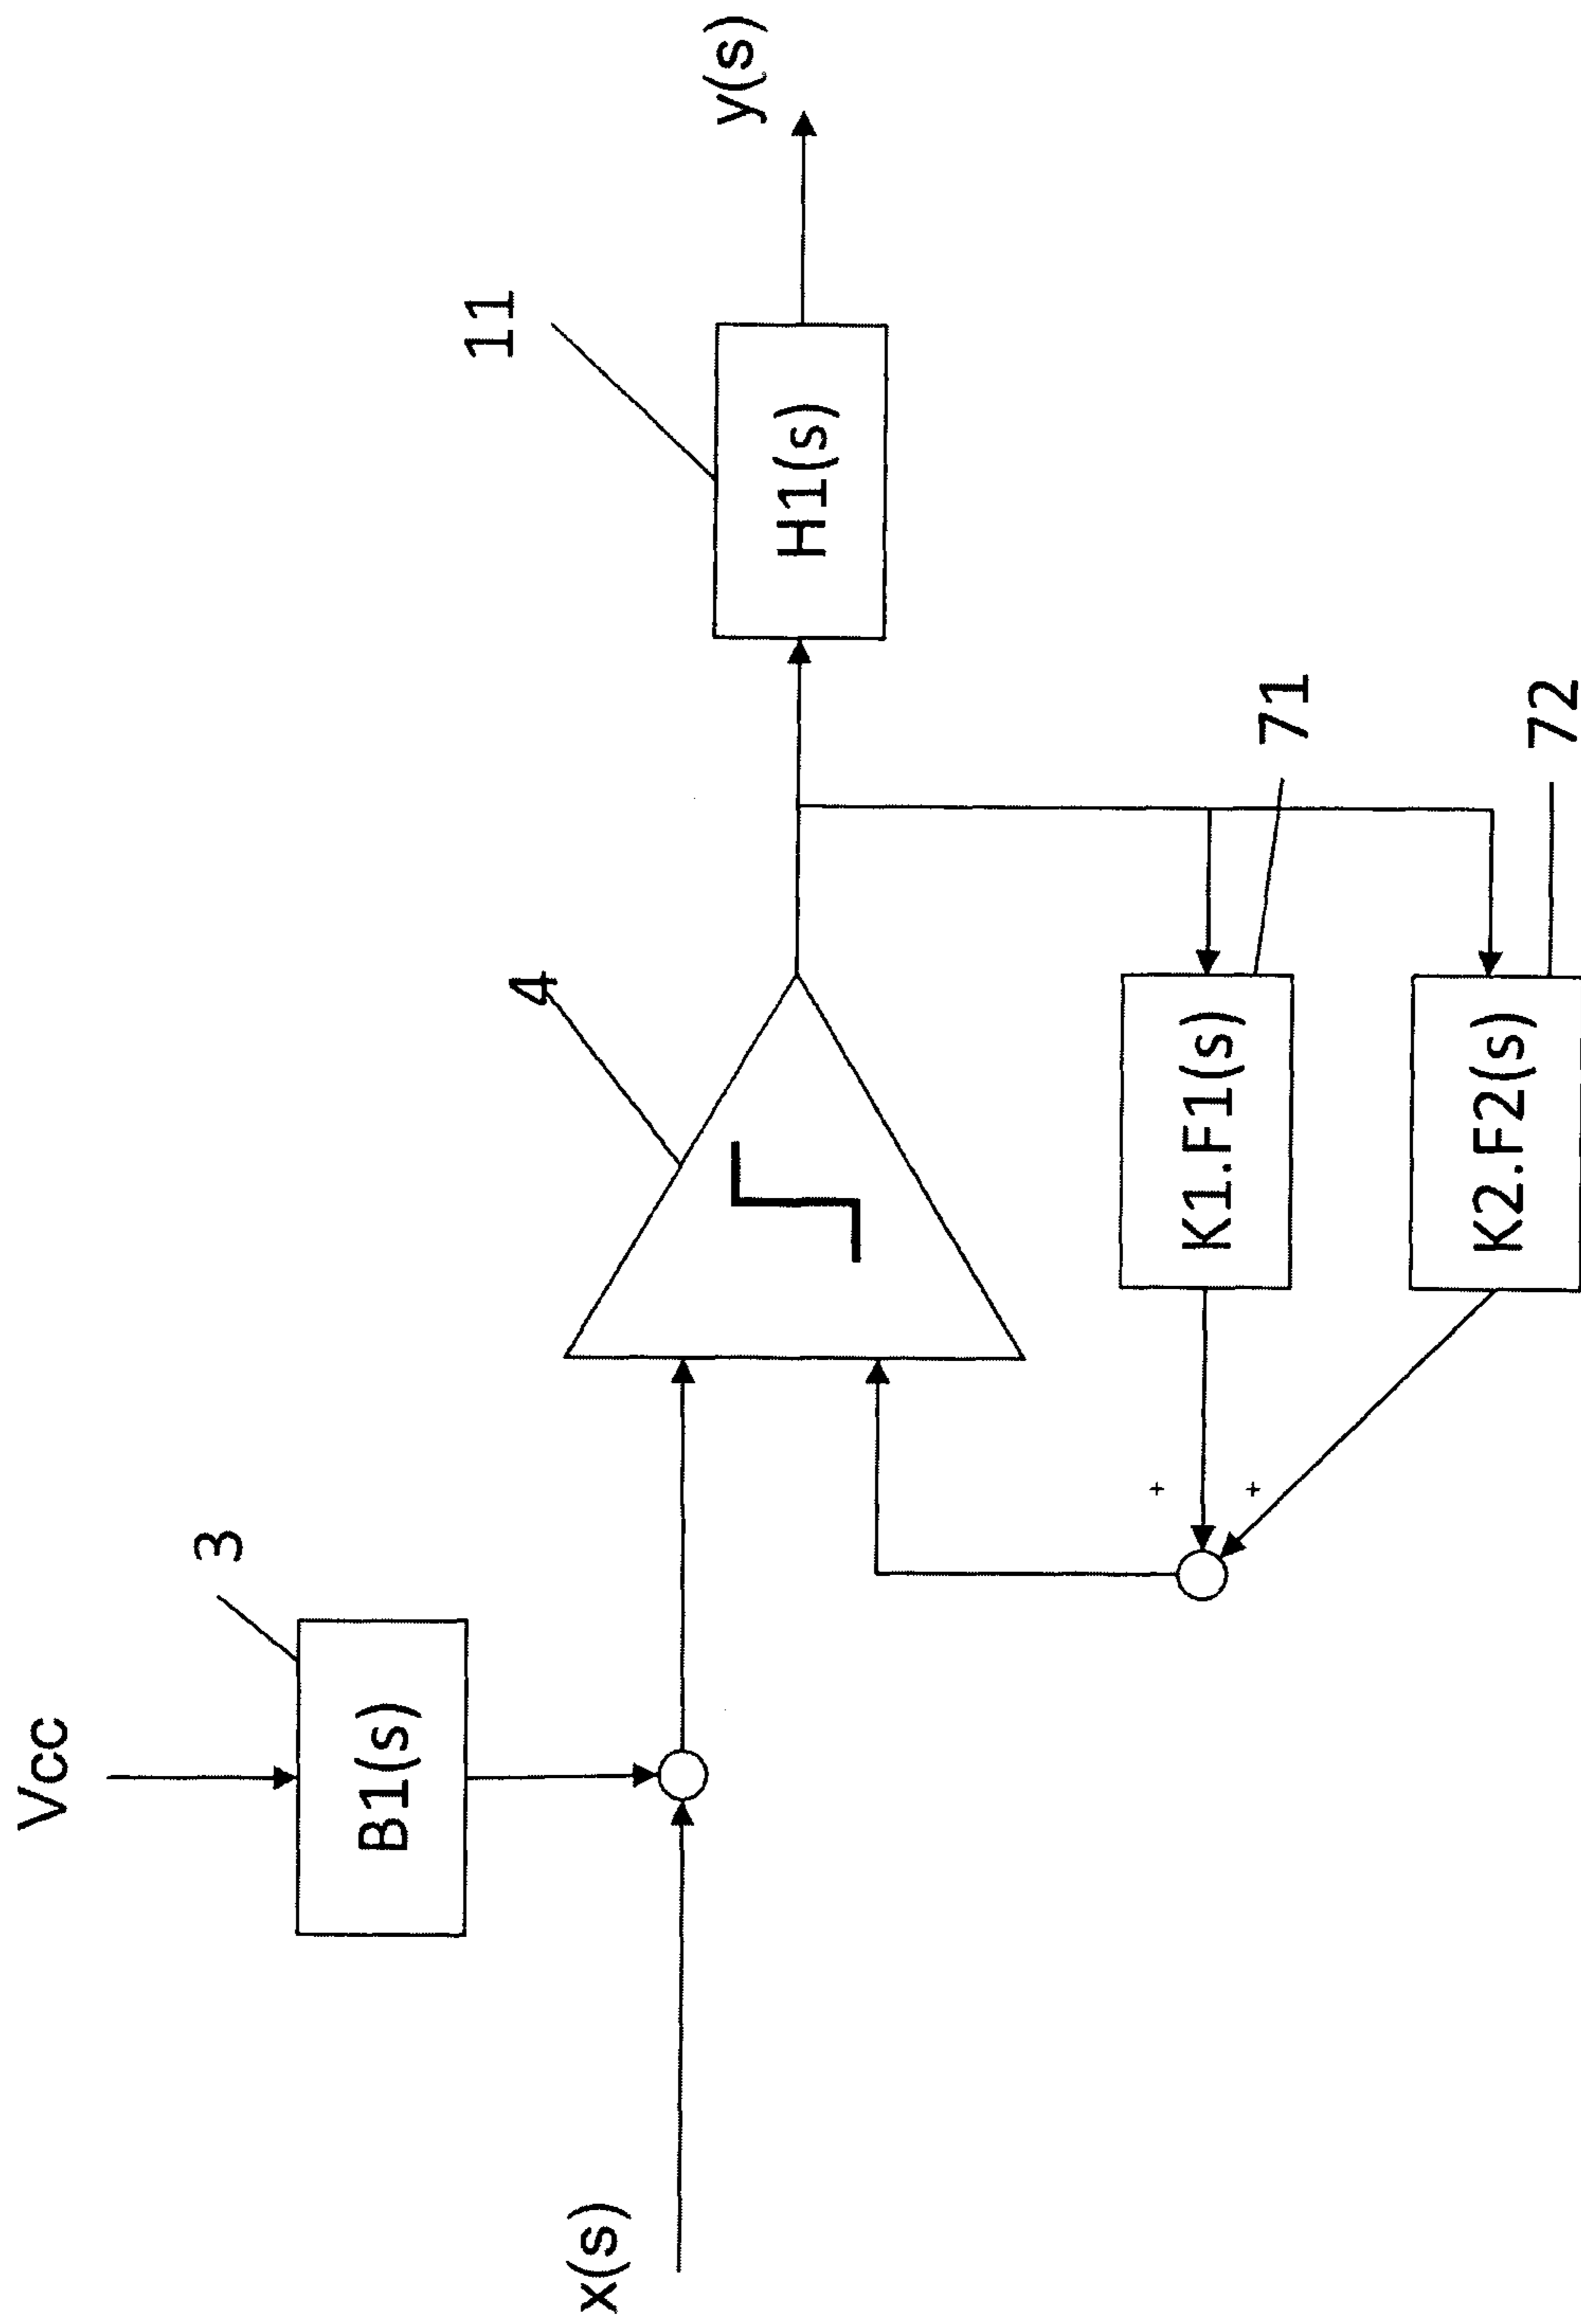 Vcc
3
B1(s)
x(s)
4
11
H1(s)
y(s)
+
+
K1.F1(s)
71
K2.F2(s)
72